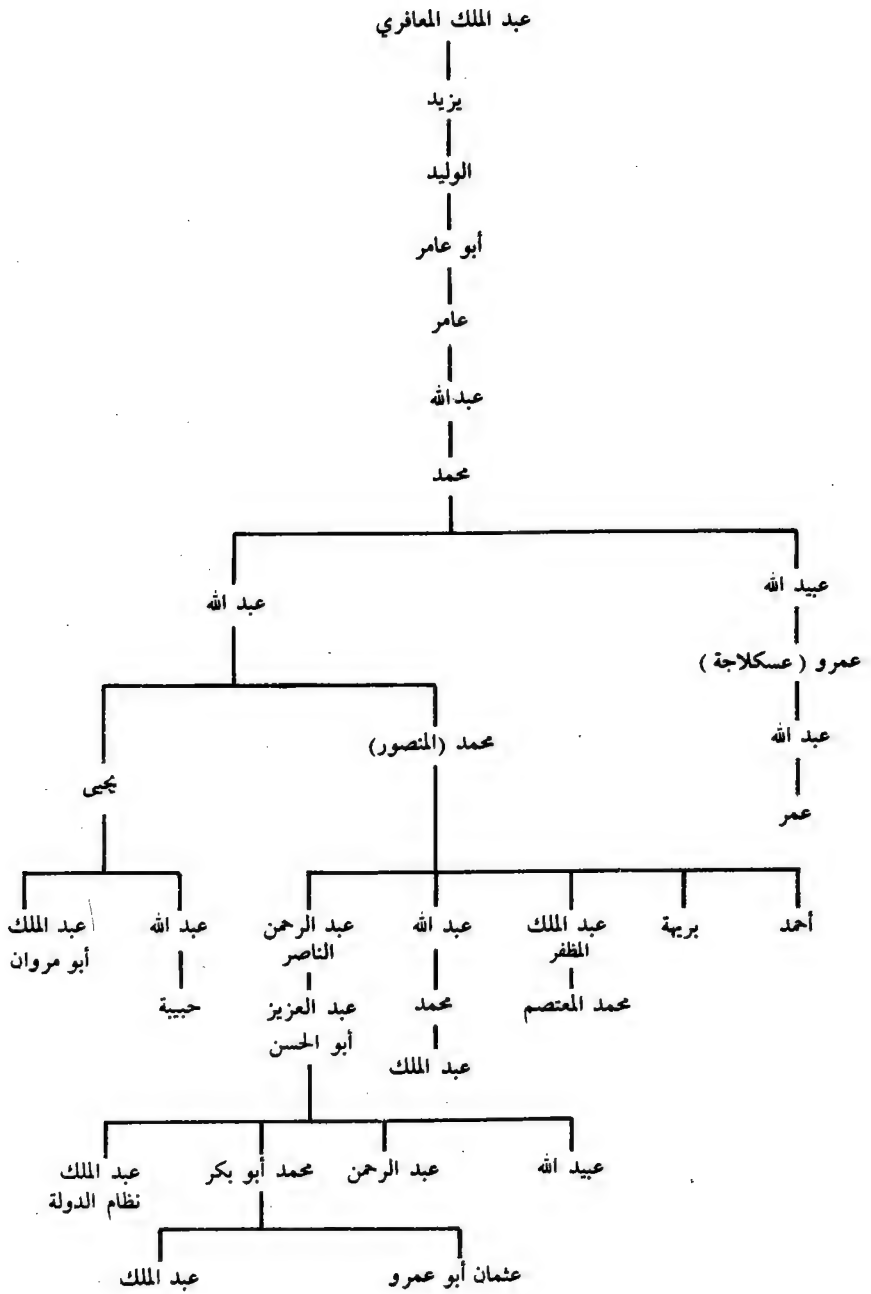 عبد الملك المعافري
يزيد
الوليد
أبو عامر
عامر
عبدالله
محمد
عبيد الله
عبد الله
عمرو (عسكلاجة)
عبد الله
محمد (المنصور)
يحيى
عمر
أحمد
بريهة
عبد الملك
المظفر
عبد الله
عبد الرحمن
الناصر
عبد الله
عبد الملك
أبو مروان
محمد المعتصم
محمد
عبد العزيز
أبو الحسن
حبيبة
عبد الملك
عبيد الله
عبد الرحمن
محمد أبو بكر
عبد الملك
نظام الدولة
عثمان أبو عمرو
عبد الملك